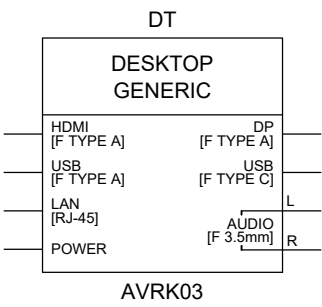 DT
DESKTOP
GENERIC
HDMI
[F TYPE A]
DP
[F TYPE A]
USB
[F TYPE A]
USB
[F TYPE C]
LAN
[RJ-45]
L
AUDIO
[F 3.5mm]
R
POWER
AVRK03